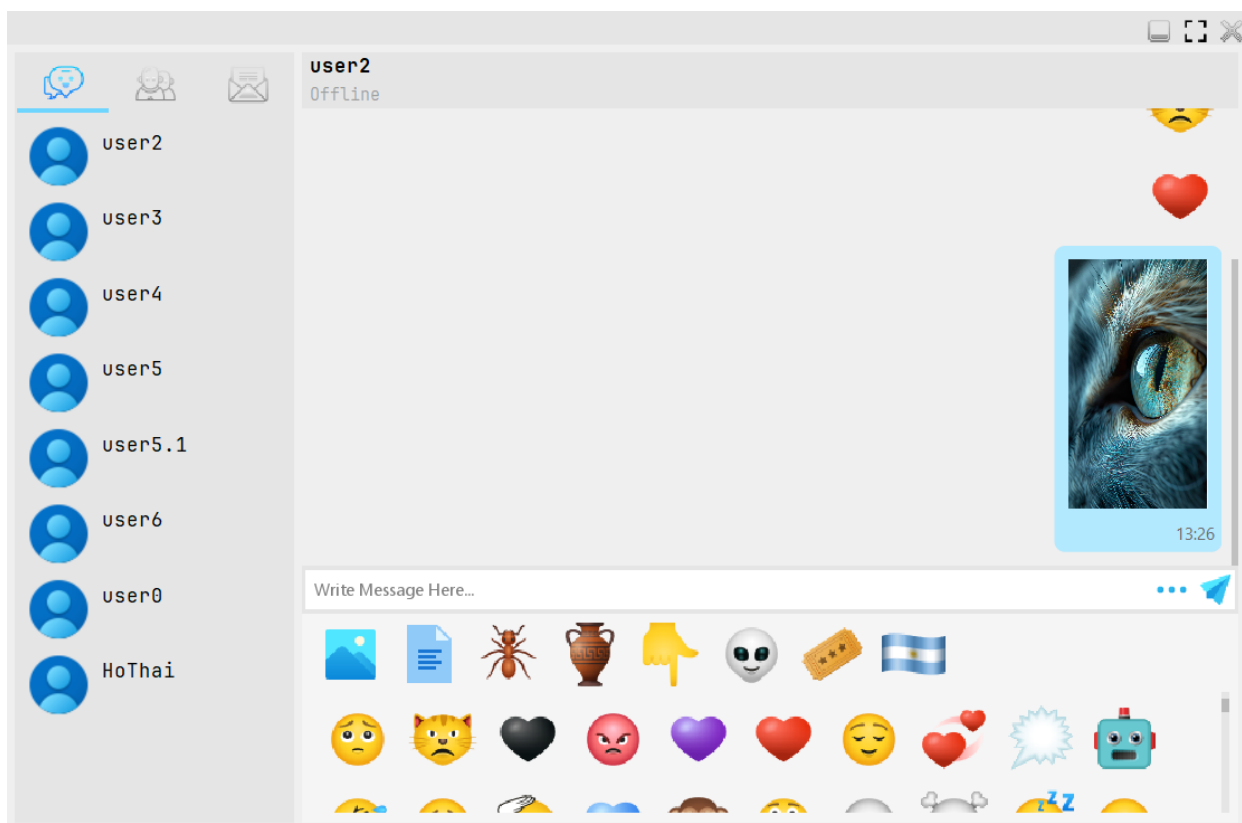 user2
Offline
user2
user3
user4
user5
user5.1
user6
user0
HoThai
13:26
Write Message Here...